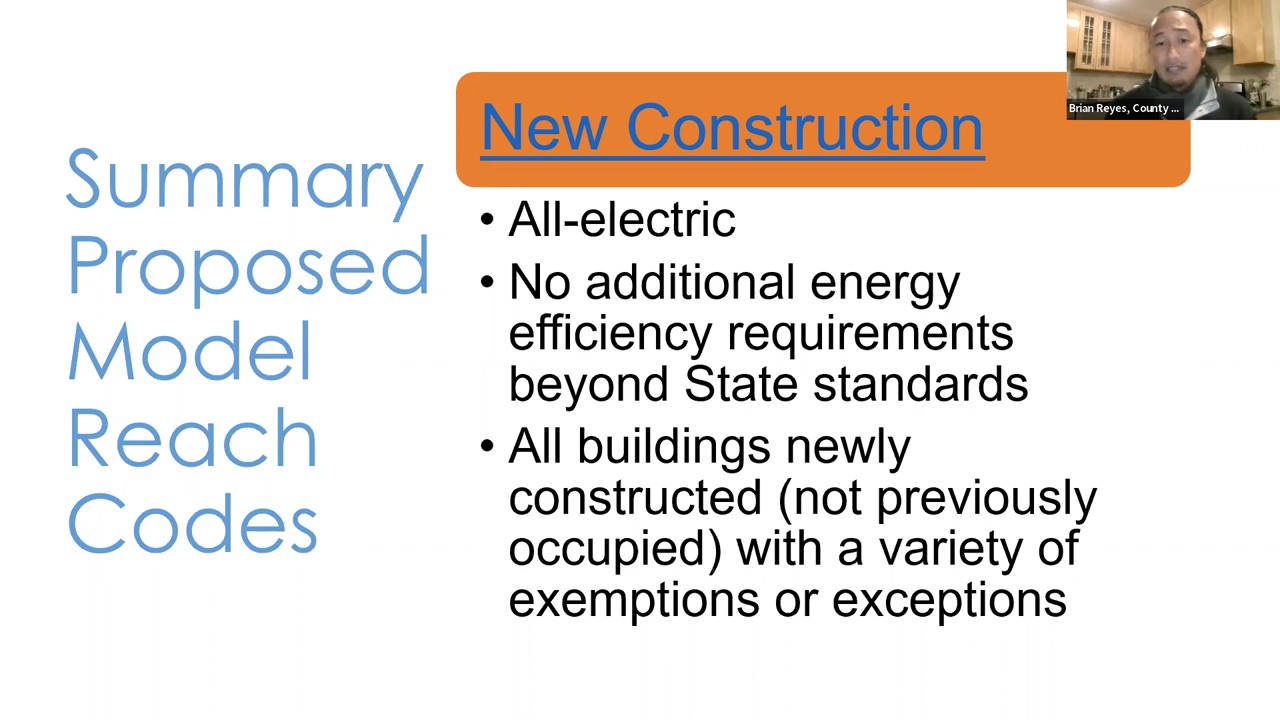 Summary
Proposed
Model
Reach
Codes
New Construction
• All-electric
• No additional energy
efficiency requirements
beyond State standards
• All buildings newly
constructed (not previously
occupied) with a variety of
exemptions or exceptions
Brian Reyes, County ...